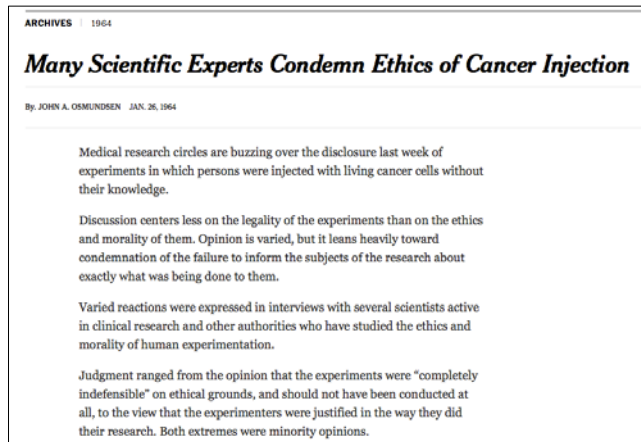 ARCHIVES | 1964
Many Scientific Experts Condemn Ethics of Cancer Injection
By. JOHN A. OSMUNDSEN JAN. 26, 1964
Medical research circles are buzzing over the disclosure last week of
experiments in which persons were injected with living cancer cells without
their knowledge.
Discussion centers less on the legality of the experiments than on the ethics
and morality of them. Opinion is varied, but it leans heavily toward
condemnation of the failure to inform the subjects of the research about
exactly what was being done to them.
Varied reactions were expressed in interviews with several scientists active
in clinical research and other authorities who have studied the ethics and
morality of human experimentation.
Judgment ranged from the opinion that the experiments were “completely
indefensible” on ethical grounds, and should not have been conducted at
all, to the view that the experimenters were justified in the way they did
their research. Both extremes were minority opinions.